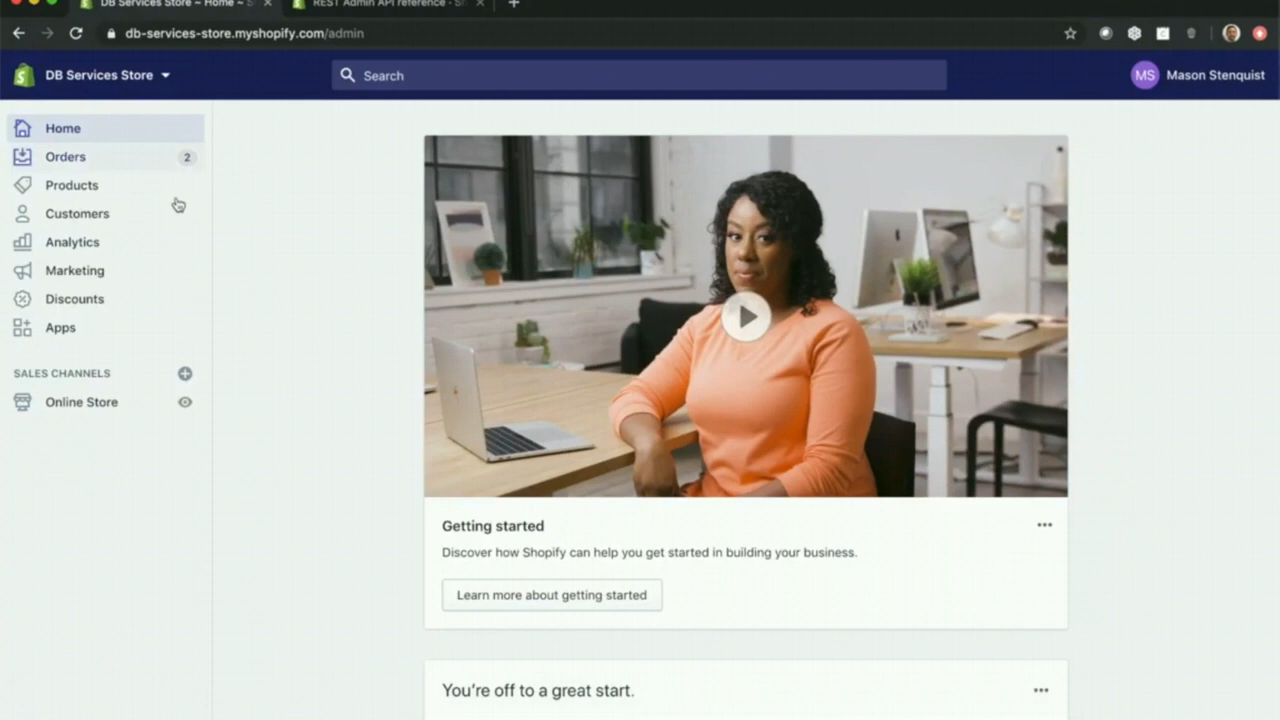 DB Services Store ~ Home ~ S
REST Admin API reference - Sh
db-services-store.myshopify.com/admin
DB Services Store
Search
MS
Mason Stenquist
Home
Orders
2
Products
Customers
Analytics
Marketing
Discounts
Apps
SALES CHANNELS
Online Store
Getting started
Discover how Shopify can help you get started in building your business.
Learn more about getting started
You're off to a great start.